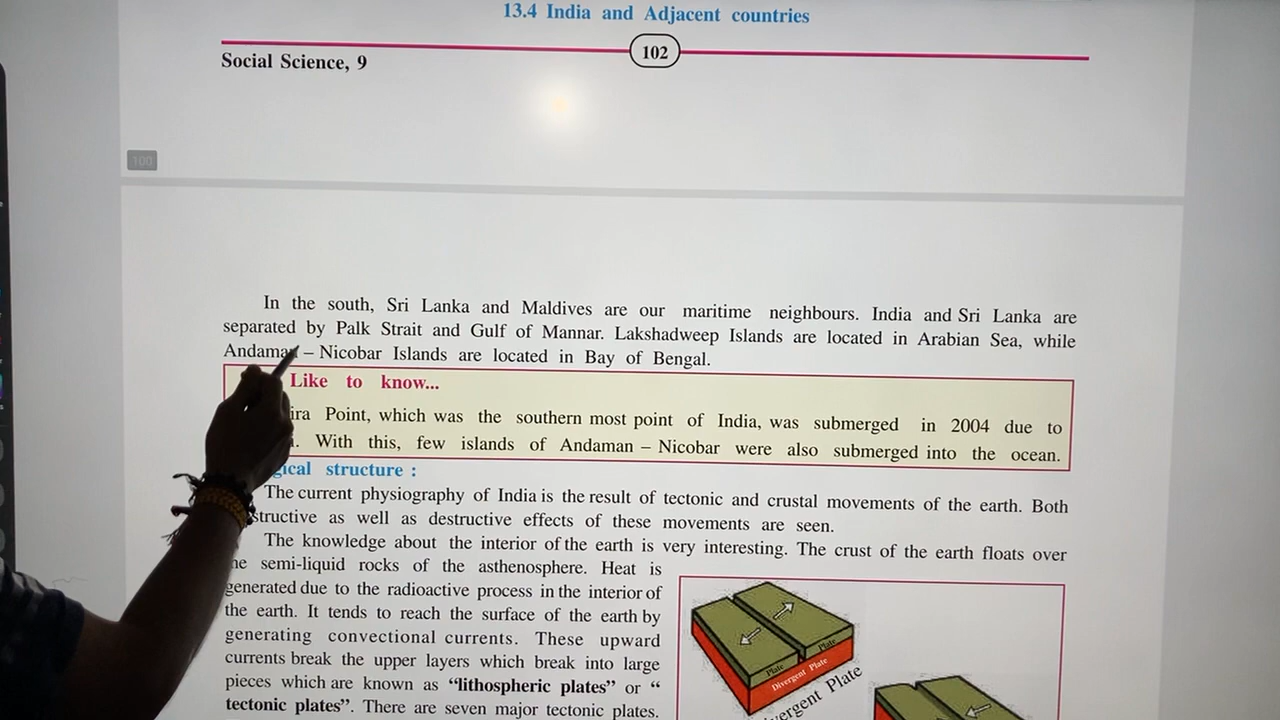 13.4 India and Adjacent countries
102
Social Science, 9
100
In the south, Sri Lanka and Maldives are our maritime neighbours. India and Sri Lanka are
separated by Palk Strait and Gulf of Mannar. Lakshadweep Islands are located in Arabian Sea, while
– Nicobar Islands are located in Bay of Bengal.
Like to know...
Point, which was the southern most point of India, was submerged in 2004 due to
With this, few islands of Andaman – Nicobar were also submerged into the ocean.
structure :
The current physiography of India is the result of tectonic and crustal movements of the earth. Both
as well as destructive effects of these movements are seen.
The knowledge about the interior of the earth is very interesting. The crust of the earth floats over
semi-liquid rocks of the asthenosphere. Heat is
generated due to the radioactive process in the interior of
the earth. It tends to reach the surface of the earth by
generating convectional currents. These upward
currents break the upper layers which break into large
pieces which are known as “lithospheric plates” or “
tectonic plates”. There are seven major tectonic plates.
Plate
Plate
Divergent Plate
Plate